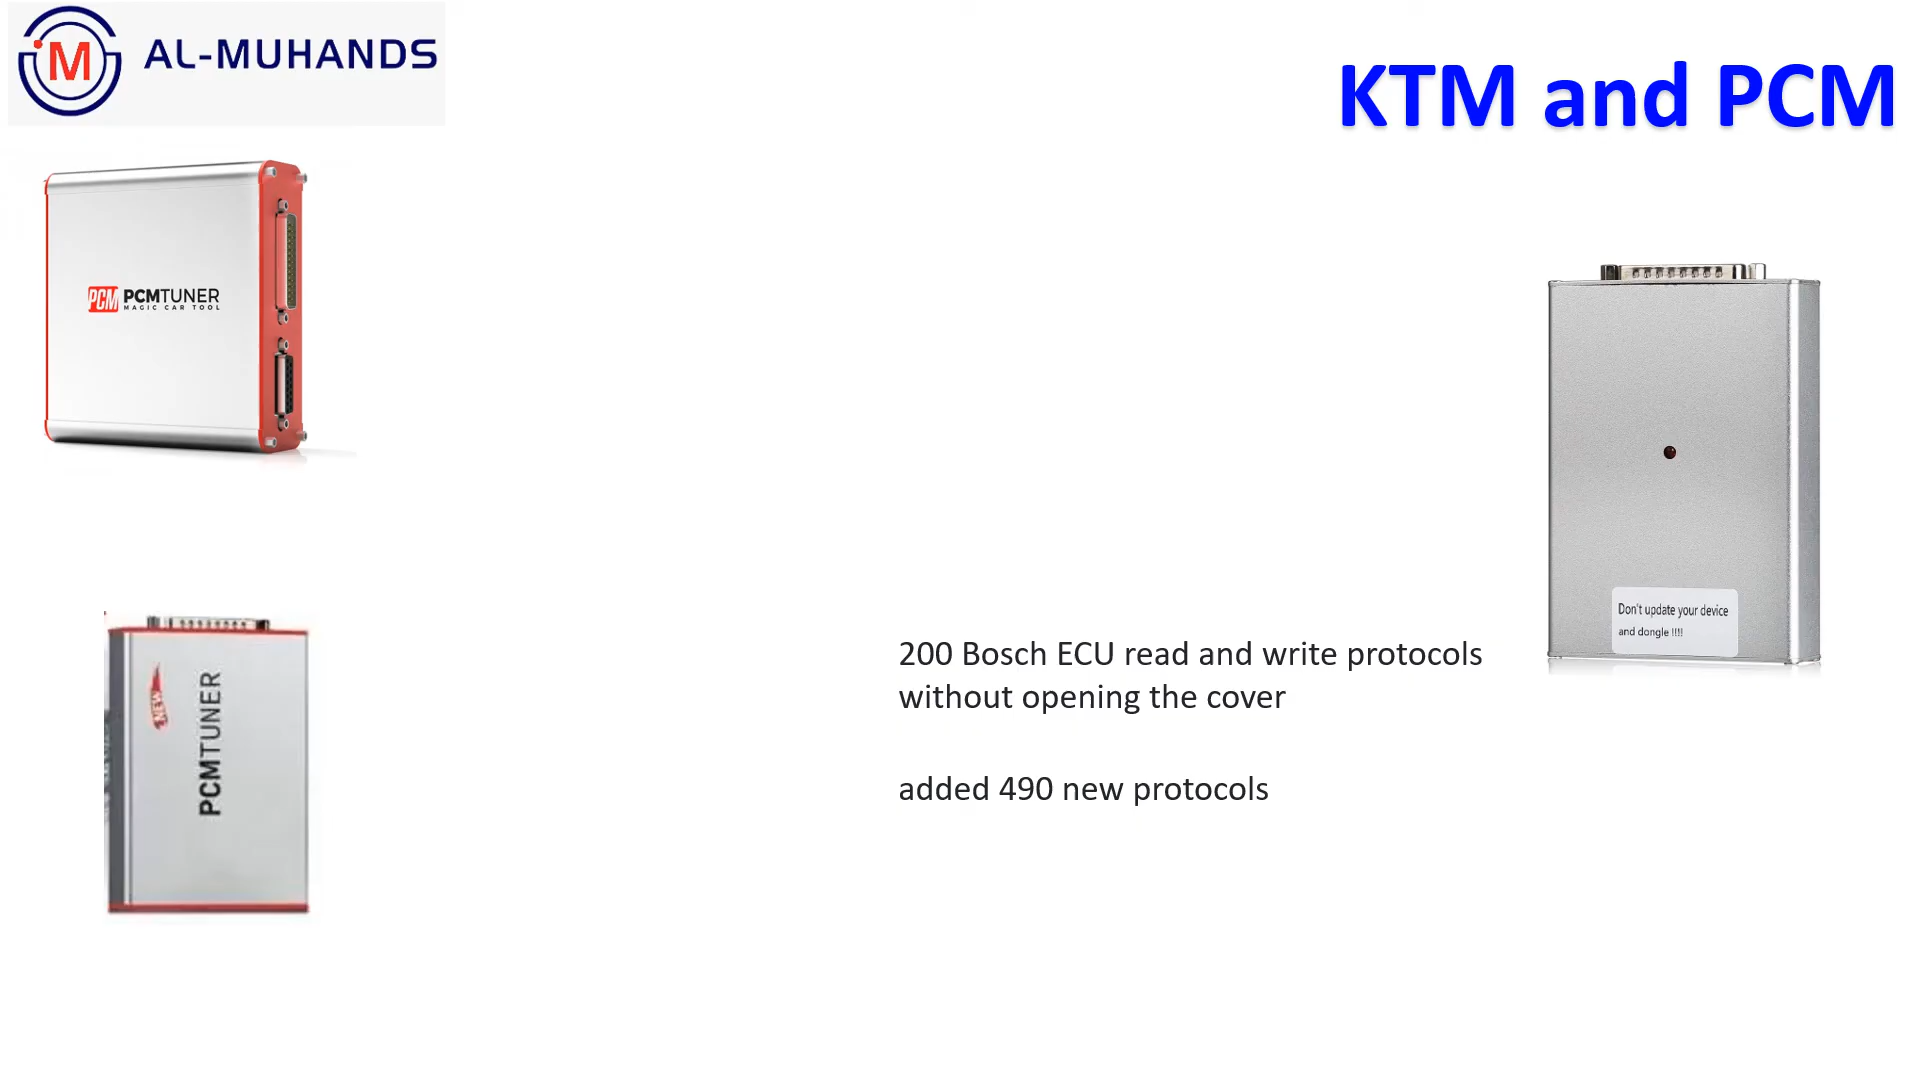 M AL-MUHANDS
KTM and PCM
PCM PCMTUNER
MAGIC CAR TOOL
NEW
PCMTUNER
200 Bosch ECU read and write protocols
without opening the cover
added 490 new protocols
Don't update your device
and dongle !!!!